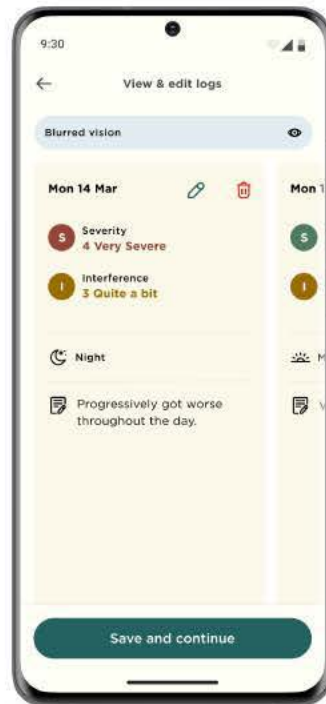 9:30
View & edit logs
Blurred vision
Mon 14 Mar
S
Severity
4 Very Severe
I
Interference
3 Quite a bit
Night
Progressively got worse
throughout the day.
Mon 1
S
I
M
Save and continue